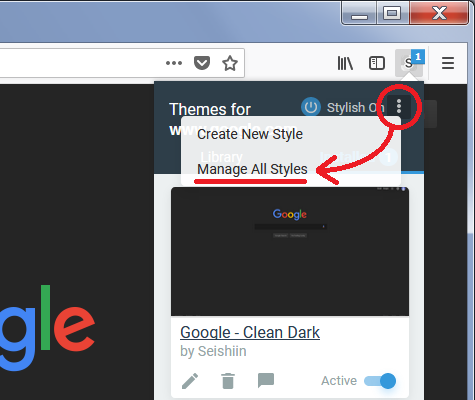 S 1
Themes for
Stylish On
www.
Create New Style
Library
Manage All Styles
Google
gle
Google - Clean Dark
by Seishiin
Active